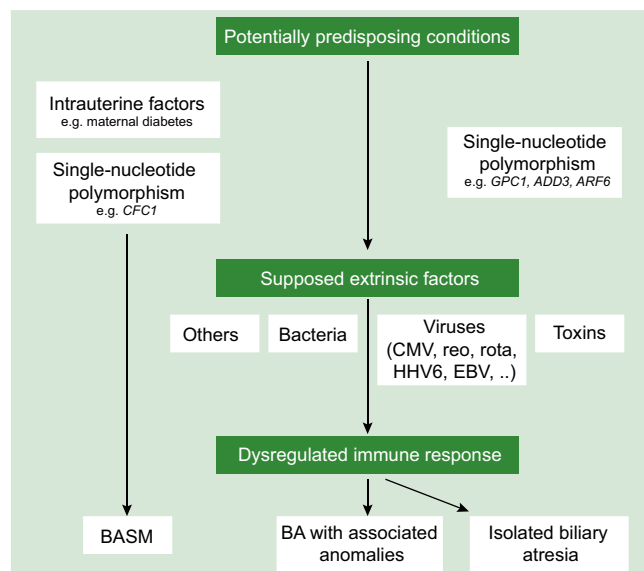 Potentially predisposing conditions
Intrauterine factors
e.g. maternal diabetes
Single-nucleotide
polymorphism
e.g. CFC1
Single-nucleotide
polymorphism
e.g. GPC1, ADD3, ARF6
Supposed extrinsic factors
Others
Bacteria
Viruses
(CMV, reo, rota,
HHV6, EBV, ..)
Toxins
Dysregulated immune response
BASM
BA with associated
anomalies
Isolated biliary
atresia